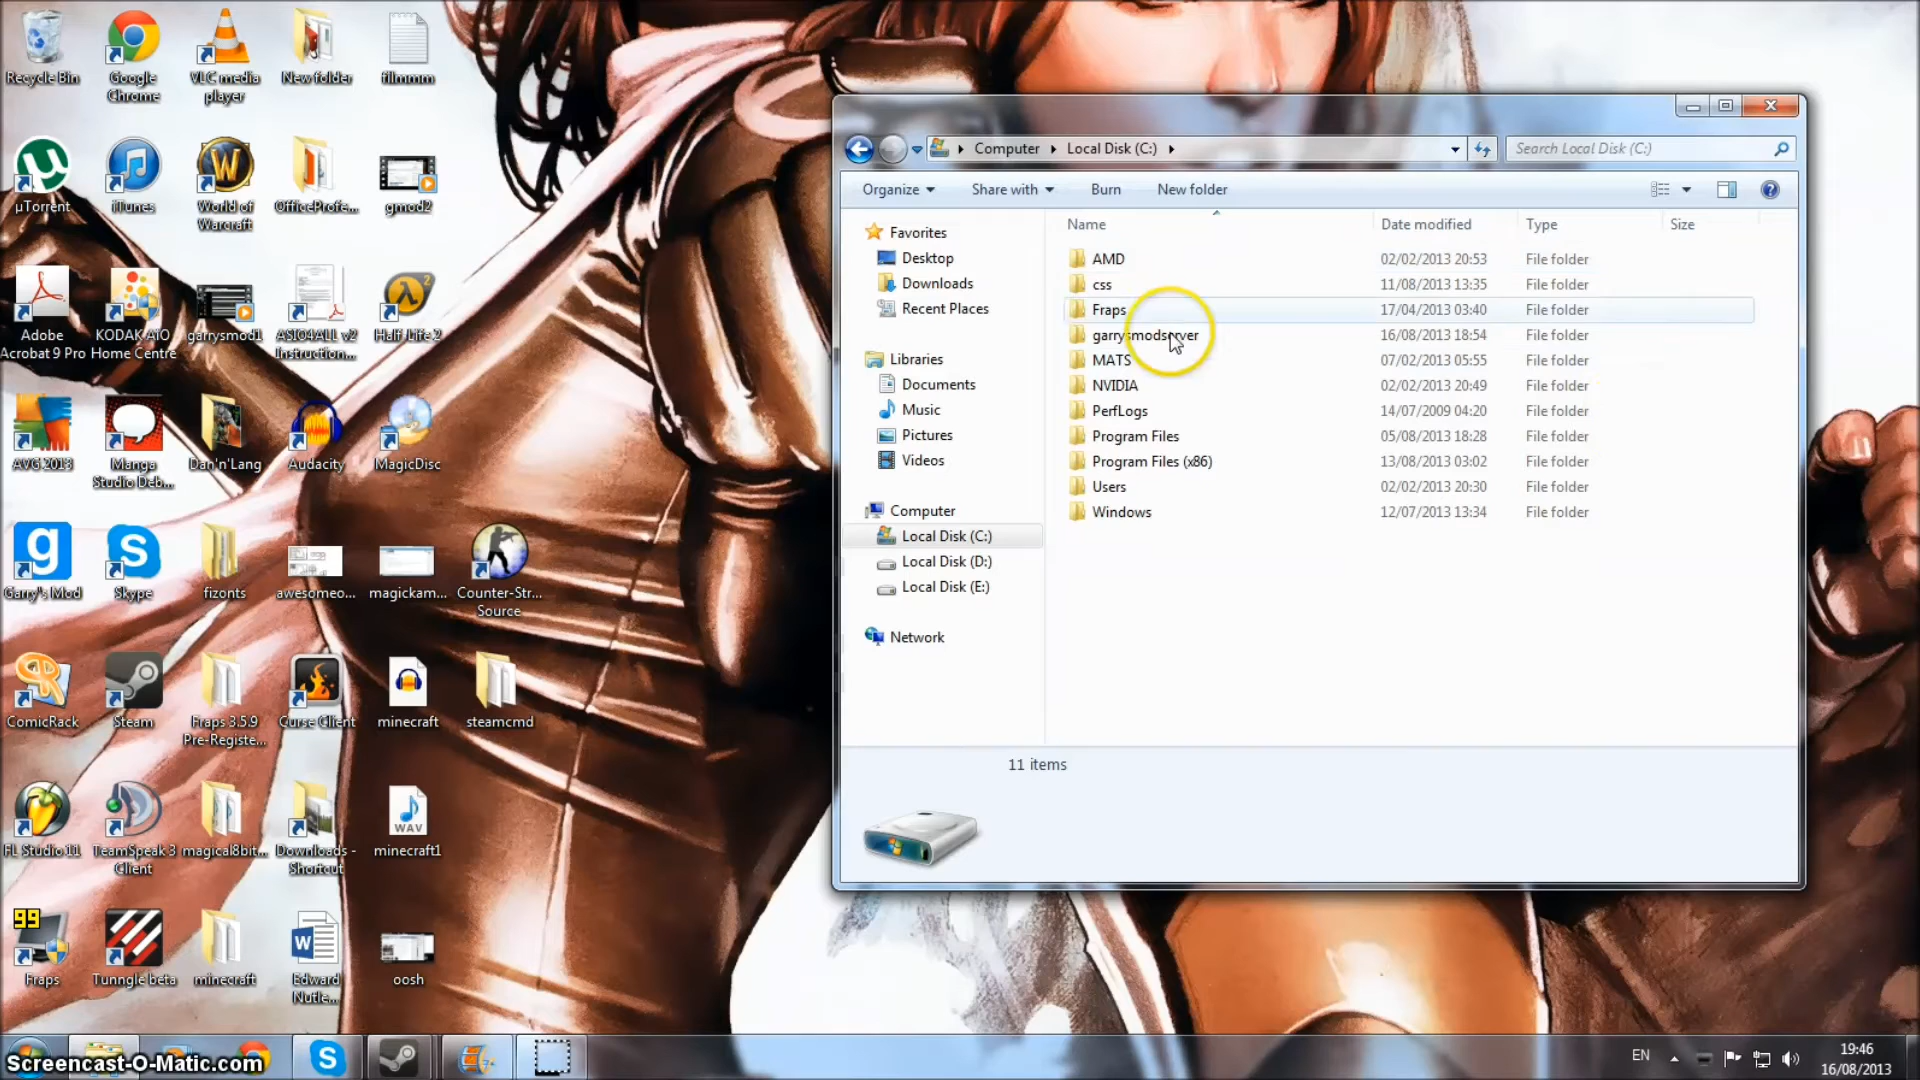 Recycle Bin
Google Chrome
VLC media player
New folder
filmmm
µTorrent
iTunes
World of Warcraft
OfficeProfe...
gmod2
Adobe Acrobat 9 Pro
KODAK AiO Home Centre
garrysmod1
ASIO4ALL v2 Instruction...
Half-Life 2
AVG 2013
Manga Studio Deb...
Dan'n'Lang
Audacity
MagicDisc
Garry's Mod
Skype
fizonts
awesomeo...
magickam...
Counter-Str... Source
ComicRack
Steam
Fraps 3.5.9 Pre-Registe...
Curse Client
minecraft
steamcmd
FL Studio 11
TeamSpeak 3 Client
magical8bit...
Downloads - Shortcut
WAV
minecraft1
99
Fraps
Tunngle beta
minecraft
Edward Nutle...
oosh
Computer
Local Disk (C:)
Search Local Disk (C:)
Organize
Share with
Burn
New folder
Favorites
Desktop
Downloads
Recent Places
Libraries
Documents
Music
Pictures
Videos
Computer
Local Disk (C:)
Local Disk (D:)
Local Disk (E:)
Network
Name Date modified Type Size
AMD 02/02/2013 20:53 File folder
css 11/08/2013 13:35 File folder
Fraps 17/04/2013 03:40 File folder
garrysmodserver 16/08/2013 18:54 File folder
MATS 07/02/2013 05:55 File folder
NVIDIA 02/02/2013 20:49 File folder
PerfLogs 14/07/2009 04:20 File folder
Program Files 05/08/2013 18:28 File folder
Program Files (x86) 13/08/2013 03:02 File folder
Users 02/02/2013 20:30 File folder
Windows 12/07/2013 13:34 File folder
11 items
Screencast-O-Matic.com
EN
19:46
16/08/2013